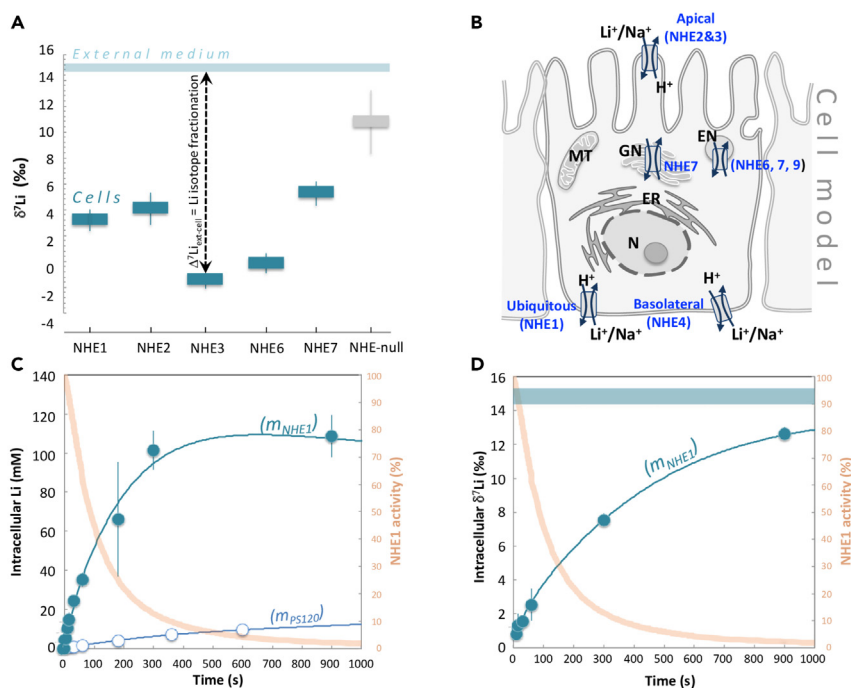 A
16
14
12
10
8
6
4
2
0
-2
-4
δ⁷Li (‰)
External medium
Cells
Δ⁷Li ext-cell = Li isotope fractionation
NHE1 NHE2 NHE3 NHE6 NHE7 NHE-null
B
Apical
(NHE2&3)
Li⁺/Na⁺
H⁺
MT
GN
NHE7
EN
(NHE6, 7, 9)
ER
N
H⁺
H⁺
Ubiquitous
(NHE1)
Basolateral
(NHE4)
Li⁺/Na⁺
Li⁺/Na⁺
Cell model
C
140
120
100
80
60
40
20
0
Intracellular Li (mM)
(mNHE1)
(mPS120)
100
90
80
70
60
50
40
30
20
10
0
NHE1 activity (%)
0 100 200 300 400 500 600 700 800 900 1000
Time (s)
D
16
14
12
10
8
6
4
2
0
Intracellular δ⁷Li (‰)
(mNHE1)
100
90
80
70
60
50
40
30
20
10
0
NHE1 activity (%)
0 100 200 300 400 500 600 700 800 900 1000
Time (s)